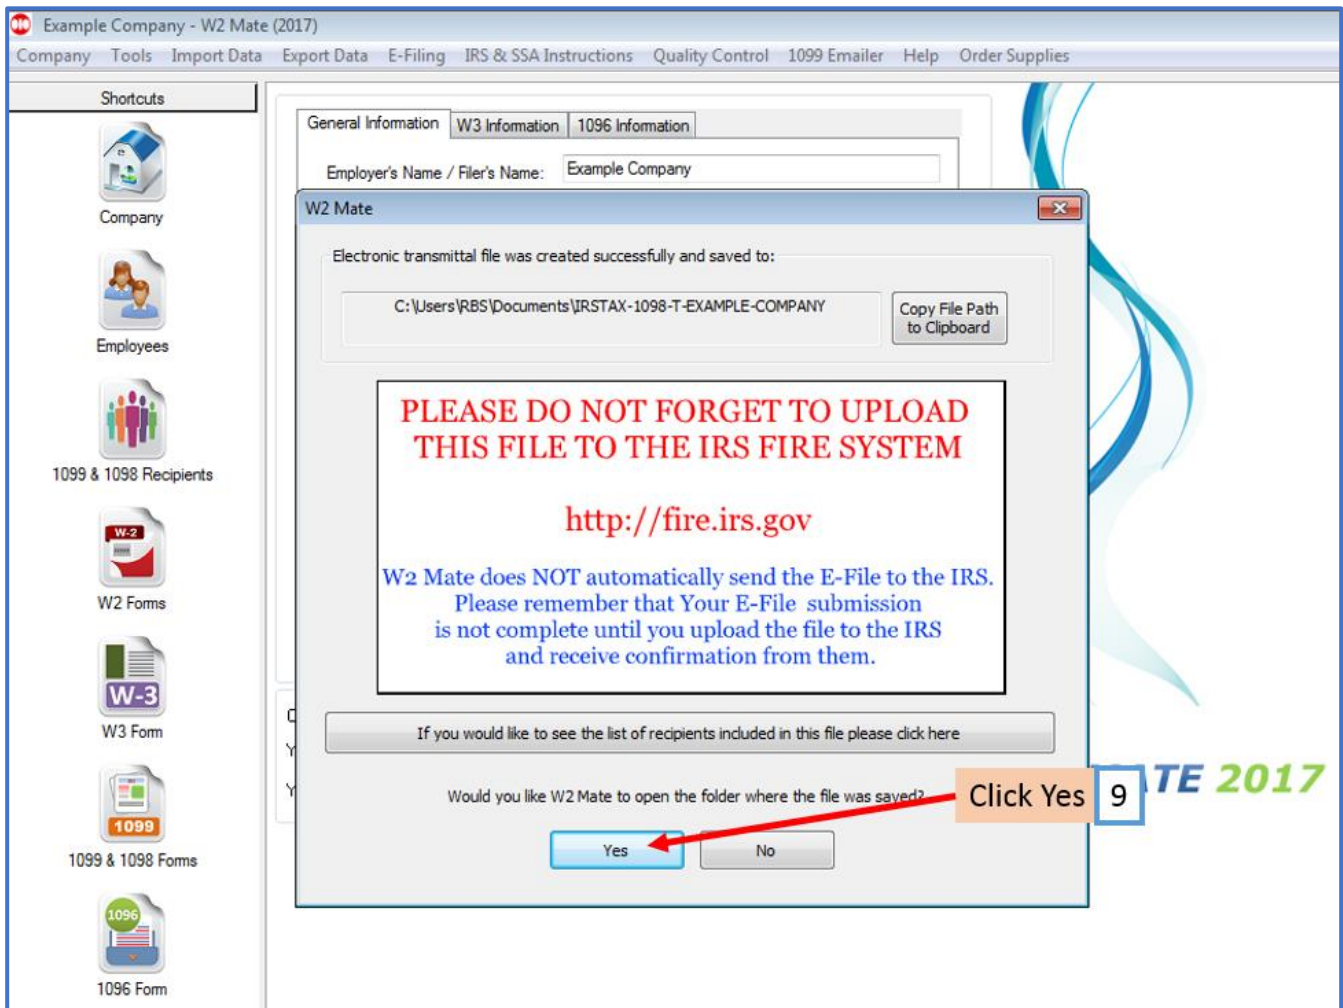 Example Company - W2 Mate (2017)
Company Tools Import Data Export Data E-Filing IRS & SSA Instructions Quality Control 1099 Emailer Help Order Supplies
Shortcuts
Company
Employees
1099 & 1098 Recipients
W-2
W2 Forms
W-3
W3 Form
1099
1099 & 1098 Forms
1096
1096 Form
General Information W3 Information 1096 Information
Employer's Name / Filer's Name: Example Company
W2 Mate
Electronic transmittal file was created successfully and saved to:
C:\Users\RBS\Documents\IRSTAX-1098-T-EXAMPLE-COMPANY
Copy File Path
to Clipboard
PLEASE DO NOT FORGET TO UPLOAD
THIS FILE TO THE IRS FIRE SYSTEM
http://fire.irs.gov
W2 Mate does NOT automatically send the E-File to the IRS.
Please remember that Your E-File submission
is not complete until you upload the file to the IRS
and receive confirmation from them.
If you would like to see the list of recipients included in this file please click here
Would you like W2 Mate to open the folder where the file was saved?
Yes No
Click Yes 9
2017